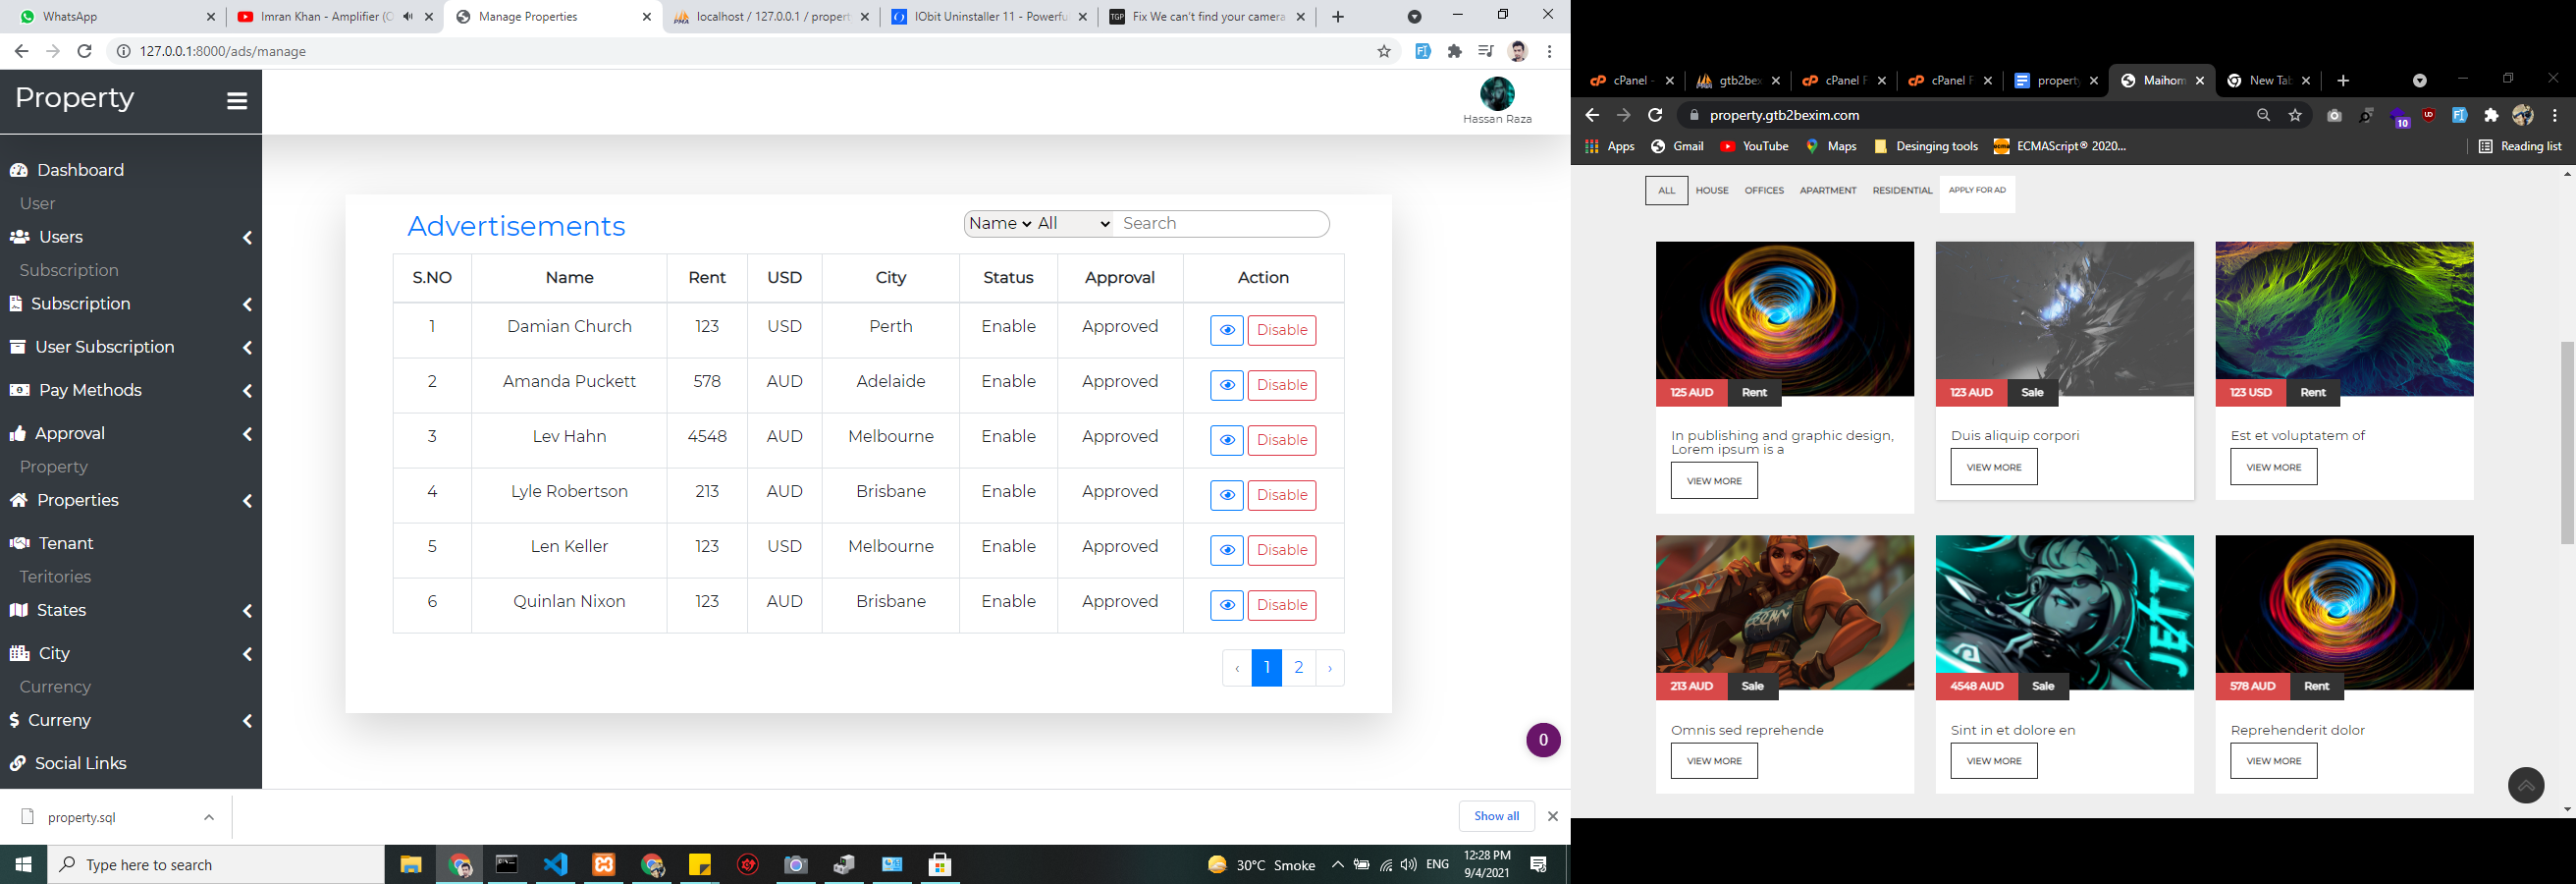 WhatsApp
Imran Khan - Amplifier (O
Manage Properties
localhost / 127.0.0.1 / propert
IObit Uninstaller 11 - Powerful
Fix We can't find your camera
127.0.0.1:8000/ads/manage
Property
Hassan Raza
Dashboard
User
Users
Subscription
Subscription
User Subscription
Pay Methods
Approval
Property
Properties
Tenant
Teritories
States
City
Currency
Curreny
Social Links
Advertisements
Name All Search
S.NO Name Rent USD City Status Approval Action
1 Damian Church 123 USD Perth Enable Approved Disable
2 Amanda Puckett 578 AUD Adelaide Enable Approved Disable
3 Lev Hahn 4548 AUD Melbourne Enable Approved Disable
4 Lyle Robertson 213 AUD Brisbane Enable Approved Disable
5 Len Keller 123 USD Melbourne Enable Approved Disable
6 Quinlan Nixon 123 AUD Brisbane Enable Approved Disable
‹ 1 2 ›
0
property.sql
Show all
Type here to search
30°C Smoke
ENG
12:28 PM
9/4/2021
cPanel -
gtb2bex
cPanel F
cPanel F
property
Maihom
New Tab
property.gtb2bexim.com
10
Apps
Gmail
YouTube
Maps
Desinging tools
ECMAScript® 2020...
Reading list
ALL HOUSE OFFICES APARTMENT RESIDENTIAL APPLY FOR AD
125 AUD Rent
In publishing and graphic design,
Lorem ipsum is a
VIEW MORE
123 AUD Sale
Duis aliquip corpori
VIEW MORE
123 USD Rent
Est et voluptatem of
VIEW MORE
213 AUD Sale
Omnis sed reprehende
VIEW MORE
JETT
4548 AUD Sale
Sint in et dolore en
VIEW MORE
578 AUD Rent
Reprehenderit dolor
VIEW MORE